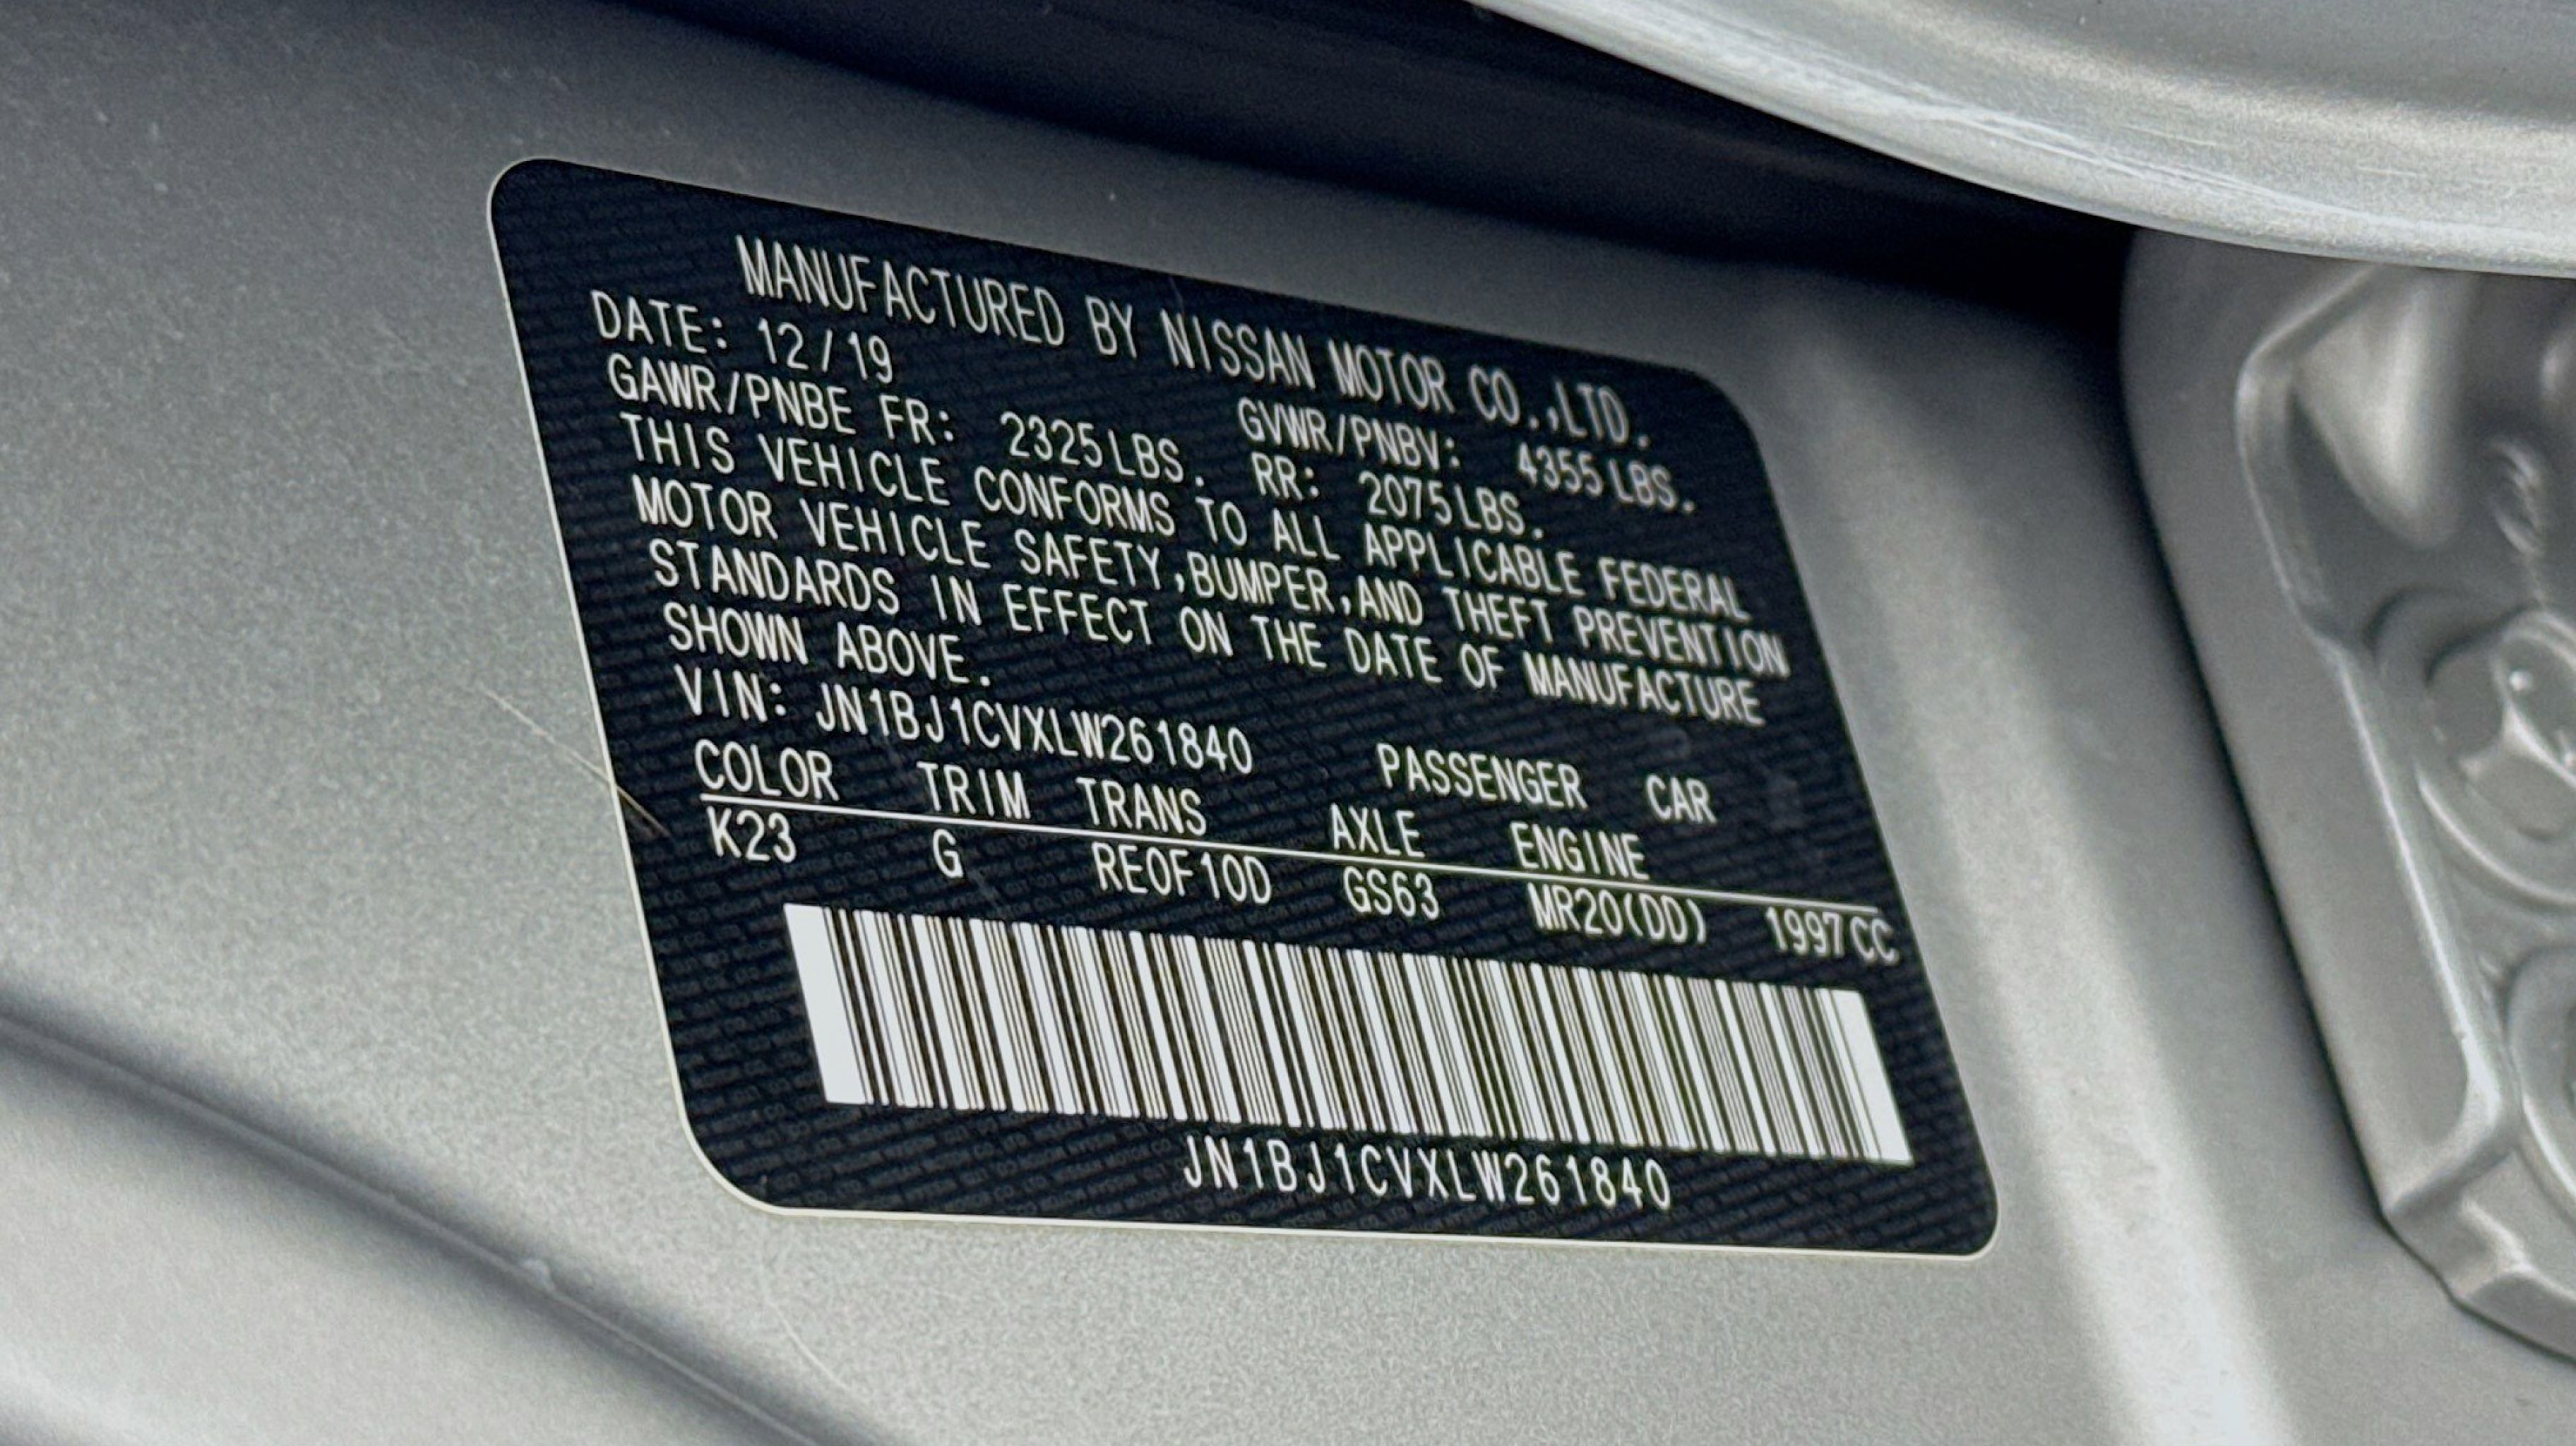 MANUFACTURED BY NISSAN MOTOR CO.,LTD.
DATE: 12/19 GVWR/PNBV: 4355LBS.
GAWR/PNBE FR: 2325LBS. RR: 2075LBS.
THIS VEHICLE CONFORMS TO ALL APPLICABLE FEDERAL
MOTOR VEHICLE SAFETY,BUMPER,AND THEFT PREVENTION
STANDARDS IN EFFECT ON THE DATE OF MANUFACTURE
SHOWN ABOVE.
VIN: JN1BJ1CVXLW261840 PASSENGER CAR
COLOR TRIM TRANS AXLE ENGINE
K23 G RE0F10D GS63 MR20(DD) 1997CC
JN1BJ1CVXLW261840